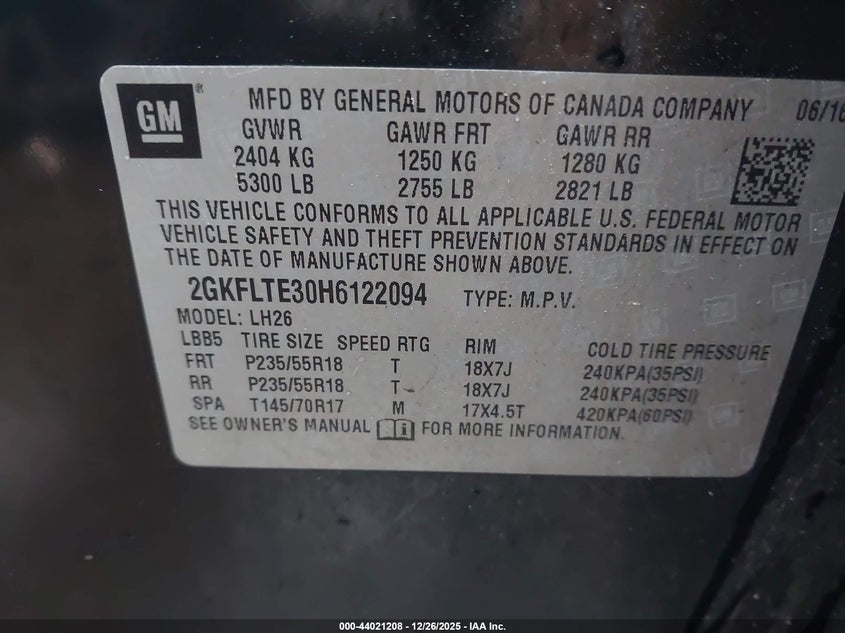 GM® MFD BY GENERAL MOTORS OF CANADA COMPANY 06/16
GVWR GAWR FRT GAWR RR
2404 KG 1250 KG 1280 KG
5300 LB 2755 LB 2821 LB
THIS VEHICLE CONFORMS TO ALL APPLICABLE U.S. FEDERAL MOTOR
VEHICLE SAFETY AND THEFT PREVENTION STANDARDS IN EFFECT ON
THE DATE OF MANUFACTURE SHOWN ABOVE.
2GKFLTE30H6122094 TYPE: M.P.V.
MODEL: LH26
LBB5 TIRE SIZE SPEED RTG RIM COLD TIRE PRESSURE
FRT P235/55R18 T 18X7J 240KPA(35PSI)
RR P235/55R18 T 18X7J 240KPA(35PSI)
SPA T145/70R17 M 17X4.5T 420KPA(60PSI)
SEE OWNER'S MANUAL FOR MORE INFORMATION.
000-44021208 - 12/26/2025 - IAA Inc.